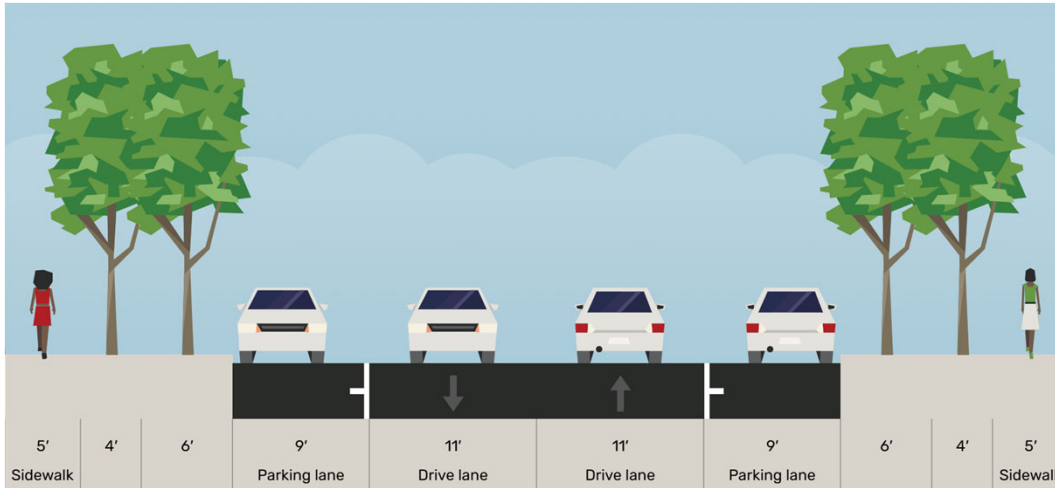 5′ 4′ 6′ 9′ 11′ 11′ 9′ 6′ 4′ 5′
Sidewalk Parking lane Drive lane Drive lane Parking lane Sidewalk